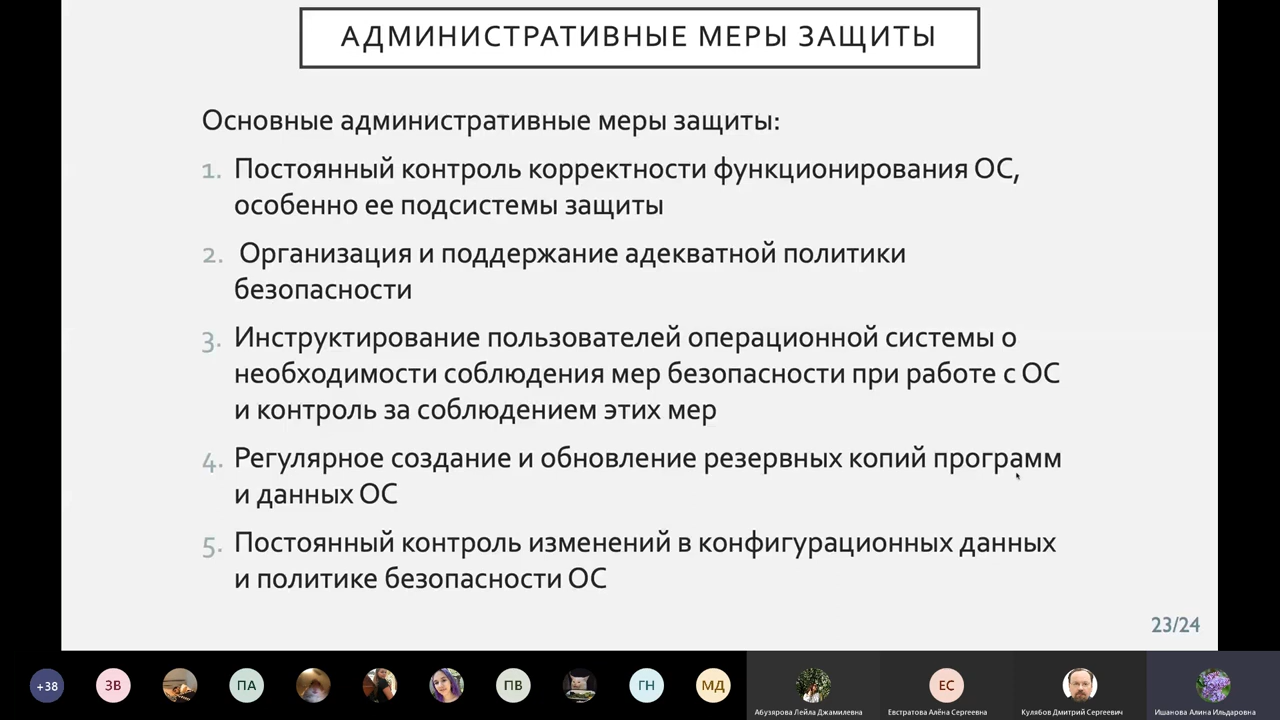 АДМИНИСТРАТИВНЫЕ МЕРЫ ЗАЩИТЫ
Основные административные меры защиты:
1. Постоянный контроль корректности функционирования ОС,
особенно ее подсистемы защиты
2. Организация и поддержание адекватной политики
безопасности
3. Инструктирование пользователей операционной системы о
необходимости соблюдения мер безопасности при работе с ОС
и контроль за соблюдением этих мер
4. Регулярное создание и обновление резервных копий программ
и данных ОС
5. Постоянный контроль изменений в конфигурационных данных
и политике безопасности ОС
23/24
+38 ЗВ ПА ПВ ГН МД ЕС
Абузярова Лейла Джамилевна Евстратова Алёна Сергеевна Кулябов Дмитрий Сергеевич Ишанова Алина Ильдаровна